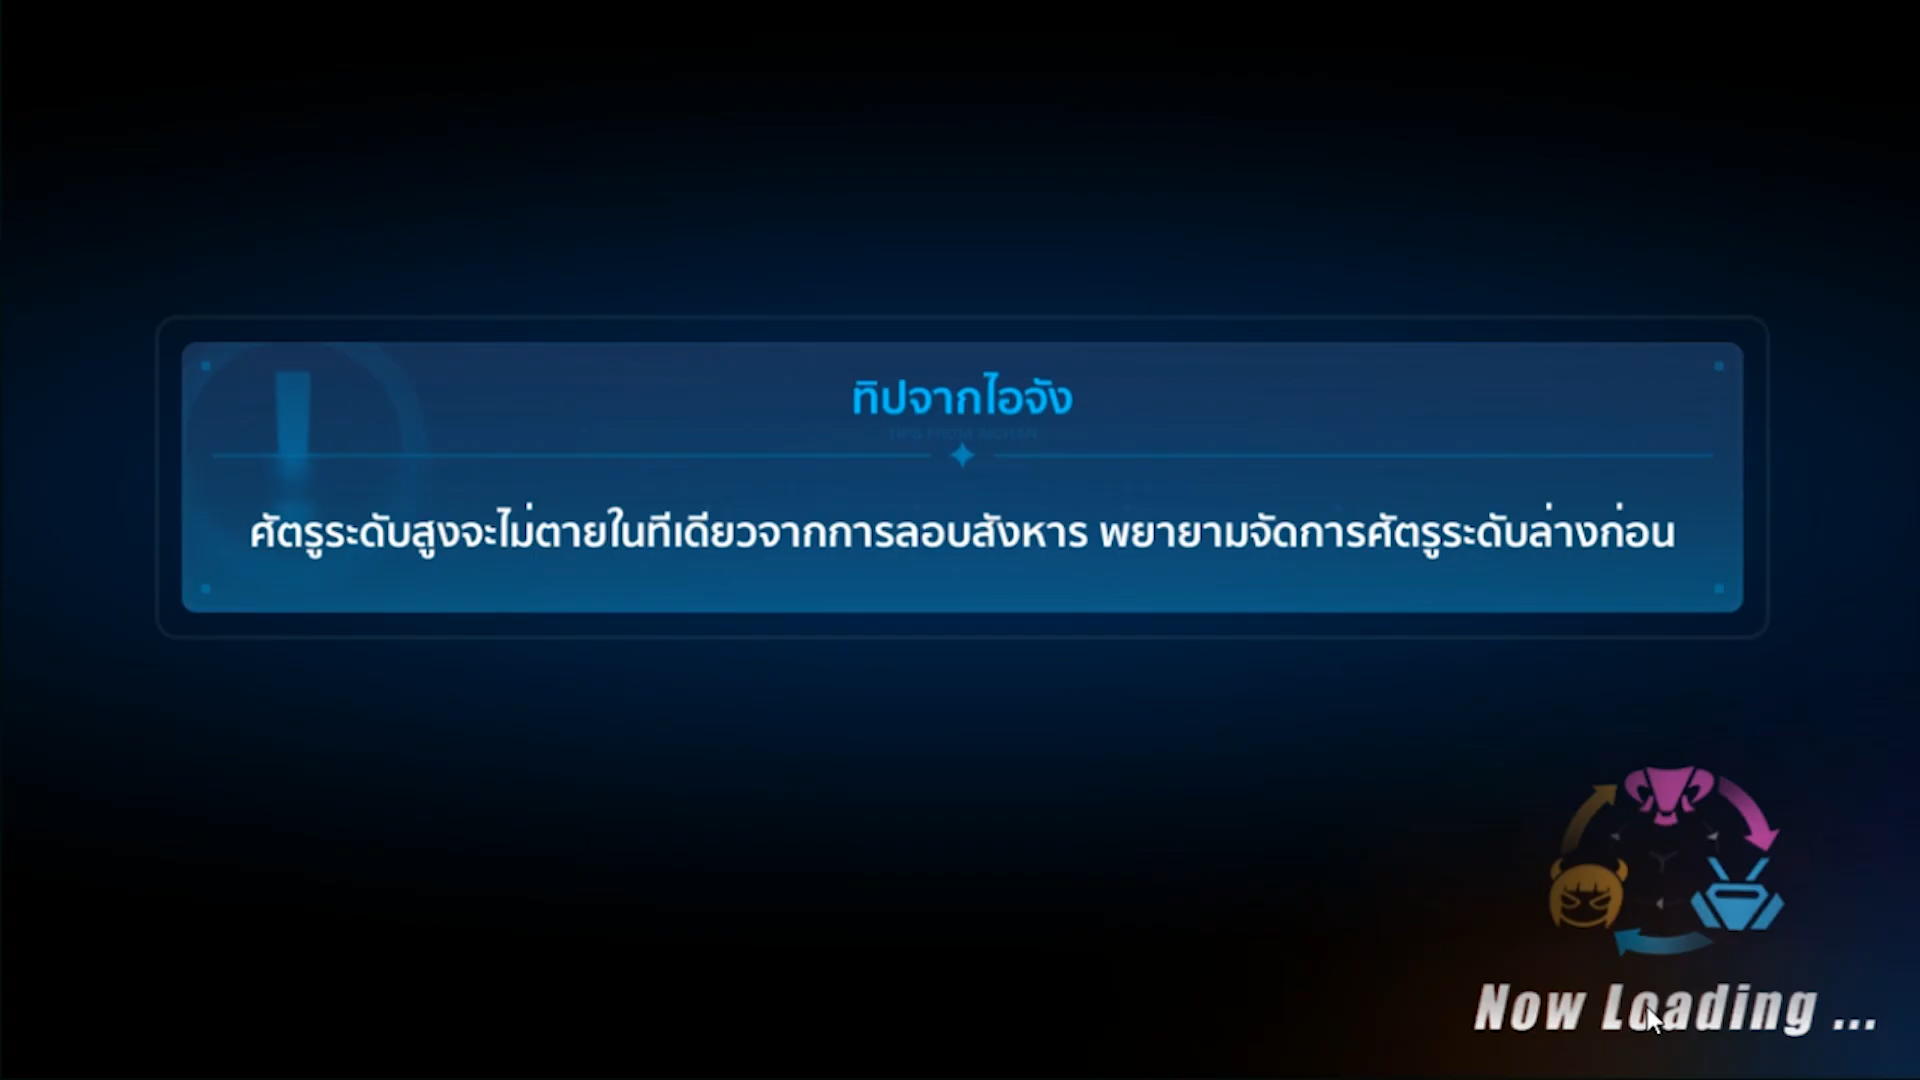 ทิปจากไอจัง
TIPS FROM AICHAN
ศัตรูระดับสูงจะไม่ตายในทีเดียวจากการลอบสังหาร พยายามจัดการศัตรูระดับล่างก่อน
Now Loading ...